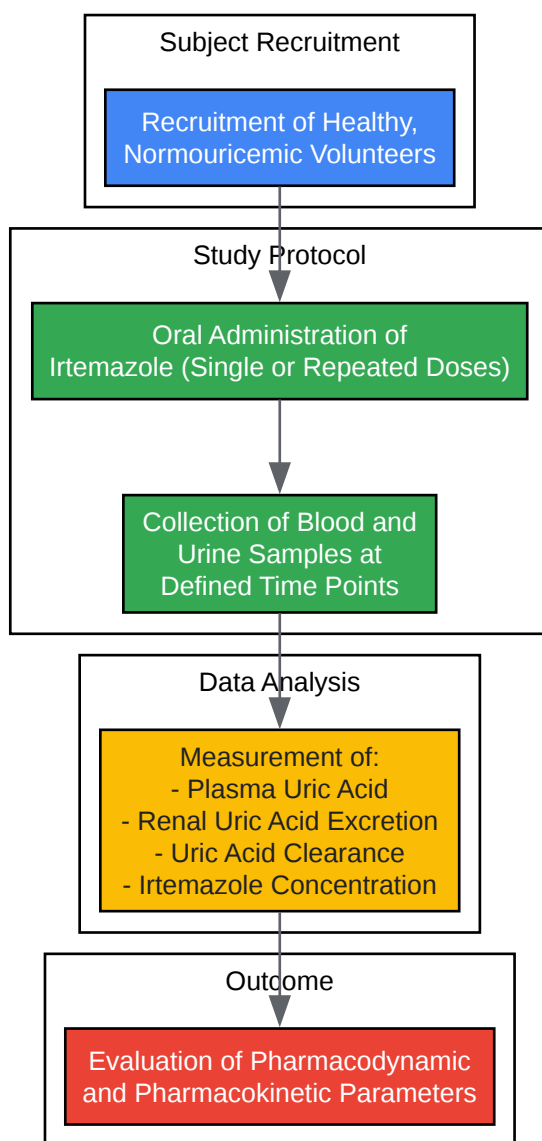 Subject Recruitment
Recruitment of Healthy,
Normouricemic Volunteers
Study Protocol
Oral Administration of
Irtemazole (Single or Repeated Doses)
Collection of Blood and
Urine Samples at
Defined Time Points
Data Analysis
Measurement of:
- Plasma Uric Acid
- Renal Uric Acid Excretion
- Uric Acid Clearance
- Irtemazole Concentration
Outcome
Evaluation of Pharmacodynamic
and Pharmacokinetic Parameters